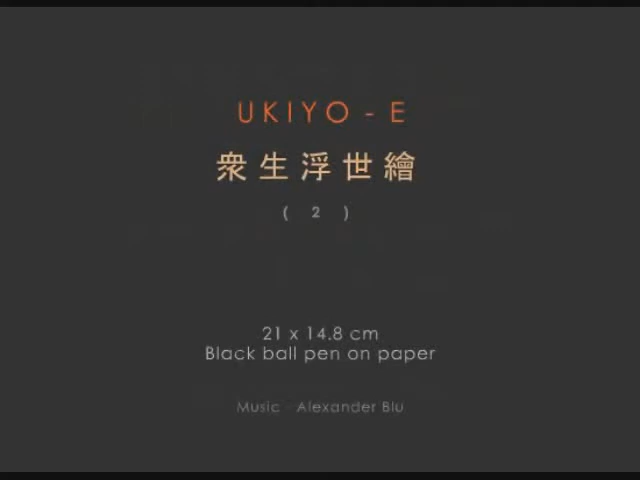 UKIYO - E
衆生浮世繪
( 2 )
21 x 14.8 cm
Black ball pen on paper
Music - Alexander Blu